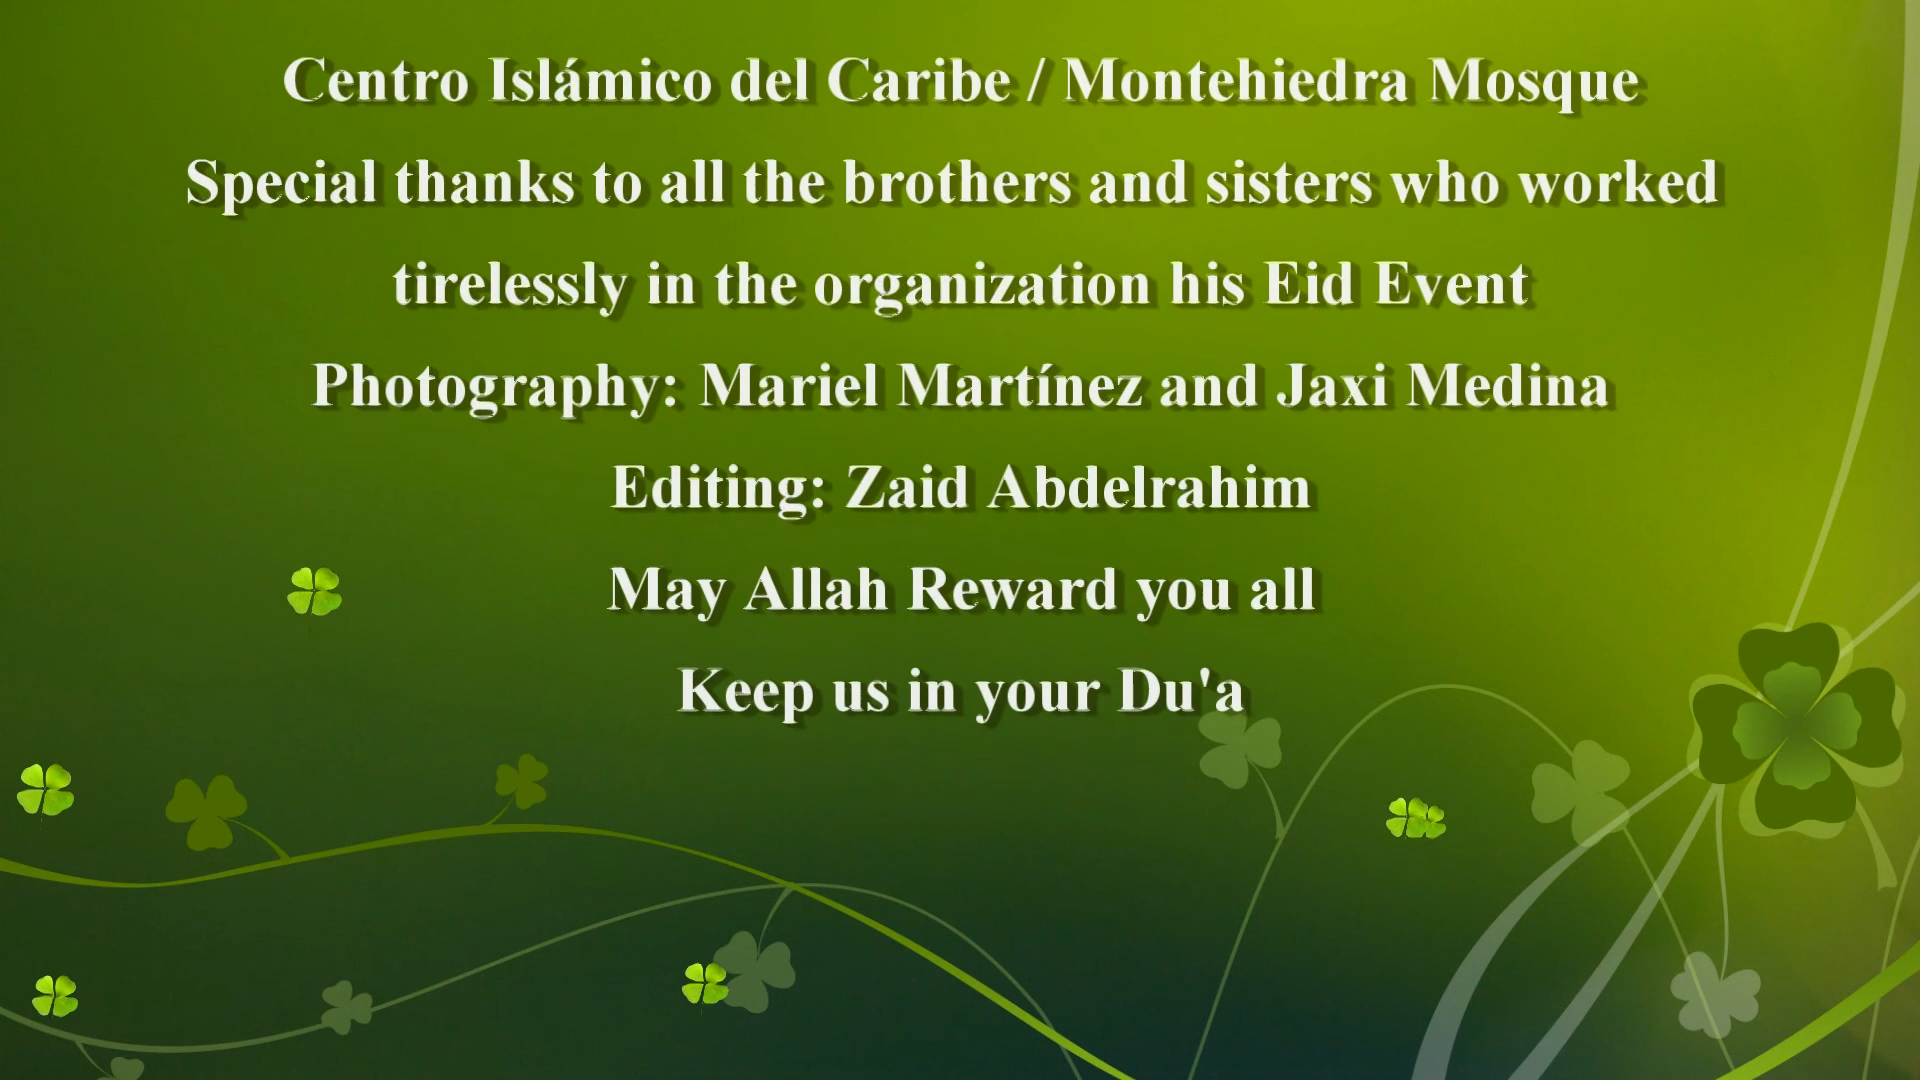 Centro Islámico del Caribe / Montehiedra Mosque
Special thanks to all the brothers and sisters who worked
tirelessly in the organization his Eid Event
Photography: Mariel Martínez and Jaxi Medina
Editing: Zaid Abdelrahim
May Allah Reward you all
Keep us in your Du'a